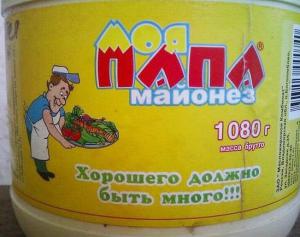 моя
ПАПА®
майонез
1080 г
масса брутто
Хорошего должно
быть много!!!